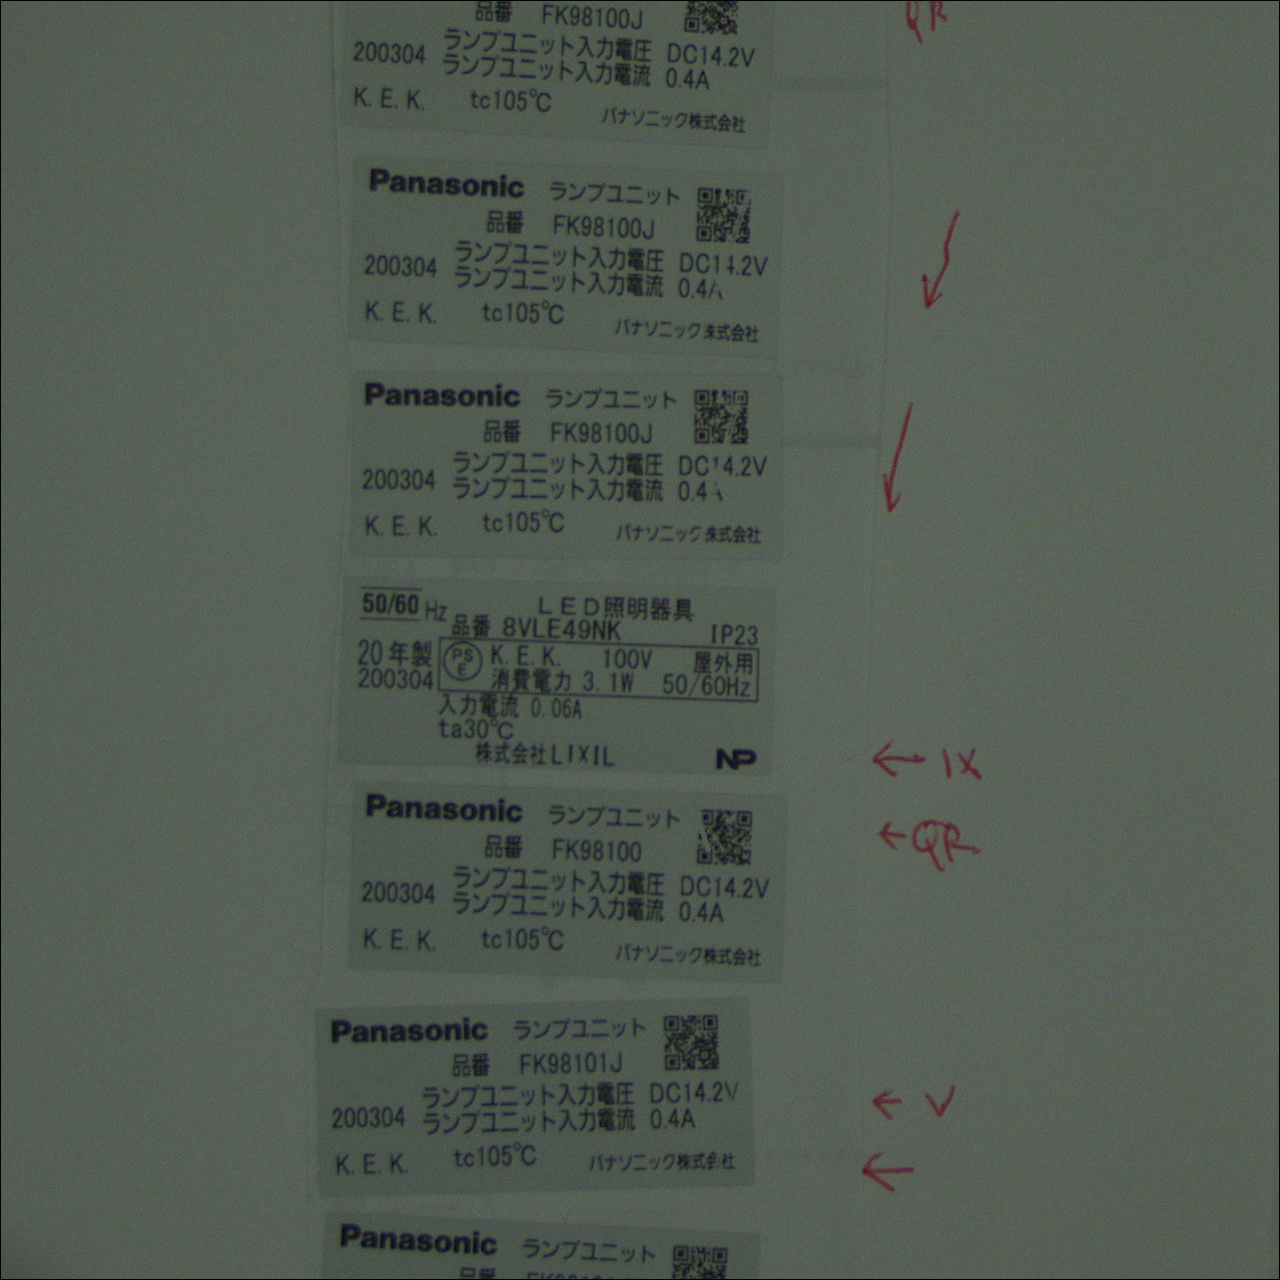 品番 FK98100J
QR
200304 ランプユニット入力電圧 DC14.2V
ランプユニット入力電流 0.4A
K.E.K. tc105℃ パナソニック株式会社
Panasonic ランプユニット
品番 FK98100J
200304 ランプユニット入力電圧 DC14.2V
ランプユニット入力電流 0.4A
K.E.K. tc105℃ パナソニック株式会社
Panasonic ランプユニット
品番 FK98100J
200304 ランプユニット入力電圧 DC14.2V
ランプユニット入力電流 0.4A
K.E.K. tc105℃ パナソニック株式会社
50/60 Hz LED照明器具
品番 8VLE49NK IP23
20年製 PSE K.E.K. 100V 屋外用
200304 消費電力 3.1W 50/60Hz
入力電流 0.06A
ta30℃
株式会社LIXIL NP
← IX
Panasonic ランプユニット
← QR
品番 FK98100
200304 ランプユニット入力電圧 DC14.2V
ランプユニット入力電流 0.4A
K.E.K. tc105℃ パナソニック株式会社
Panasonic ランプユニット
品番 FK98101J
200304 ランプユニット入力電圧 DC14.2V
← V
ランプユニット入力電流 0.4A
K.E.K. tc105℃ パナソニック株式会社
Panasonic ランプユニット